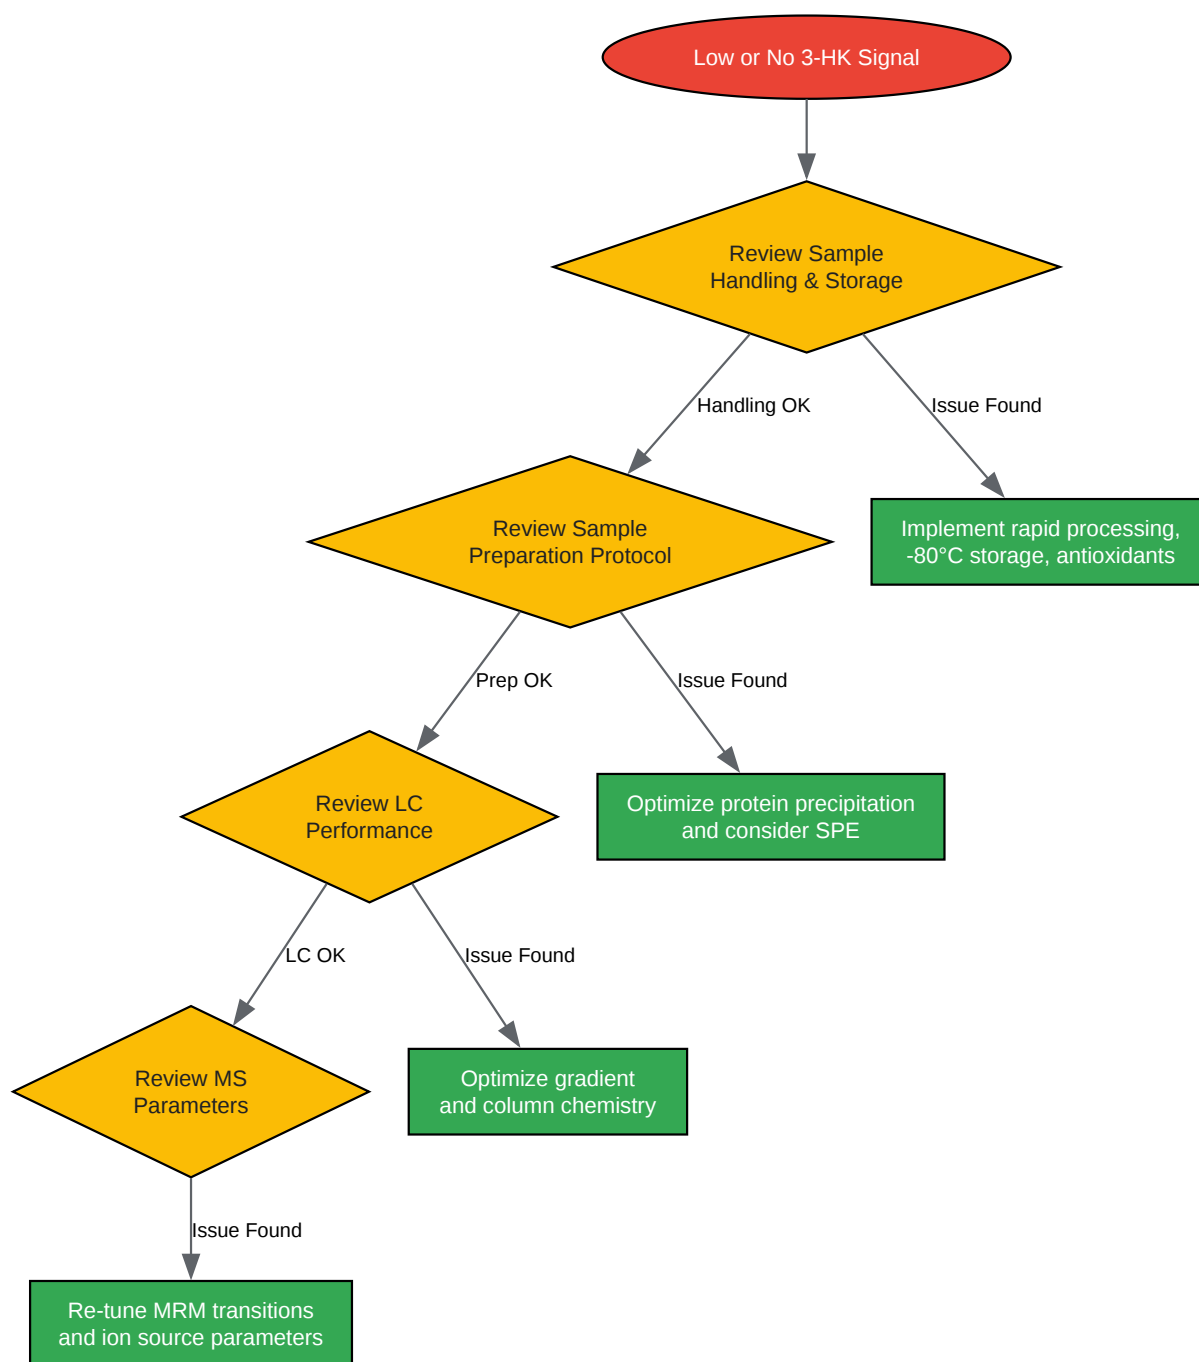 Low or No 3-HK Signal
Review Sample
Handling & Storage
Handling OK
Issue Found
Review Sample
Preparation Protocol
Implement rapid processing,
-80°C storage, antioxidants
Prep OK
Issue Found
Review LC
Performance
Optimize protein precipitation
and consider SPE
LC OK
Issue Found
Review MS
Parameters
Optimize gradient
and column chemistry
Issue Found
Re-tune MRM transitions
and ion source parameters